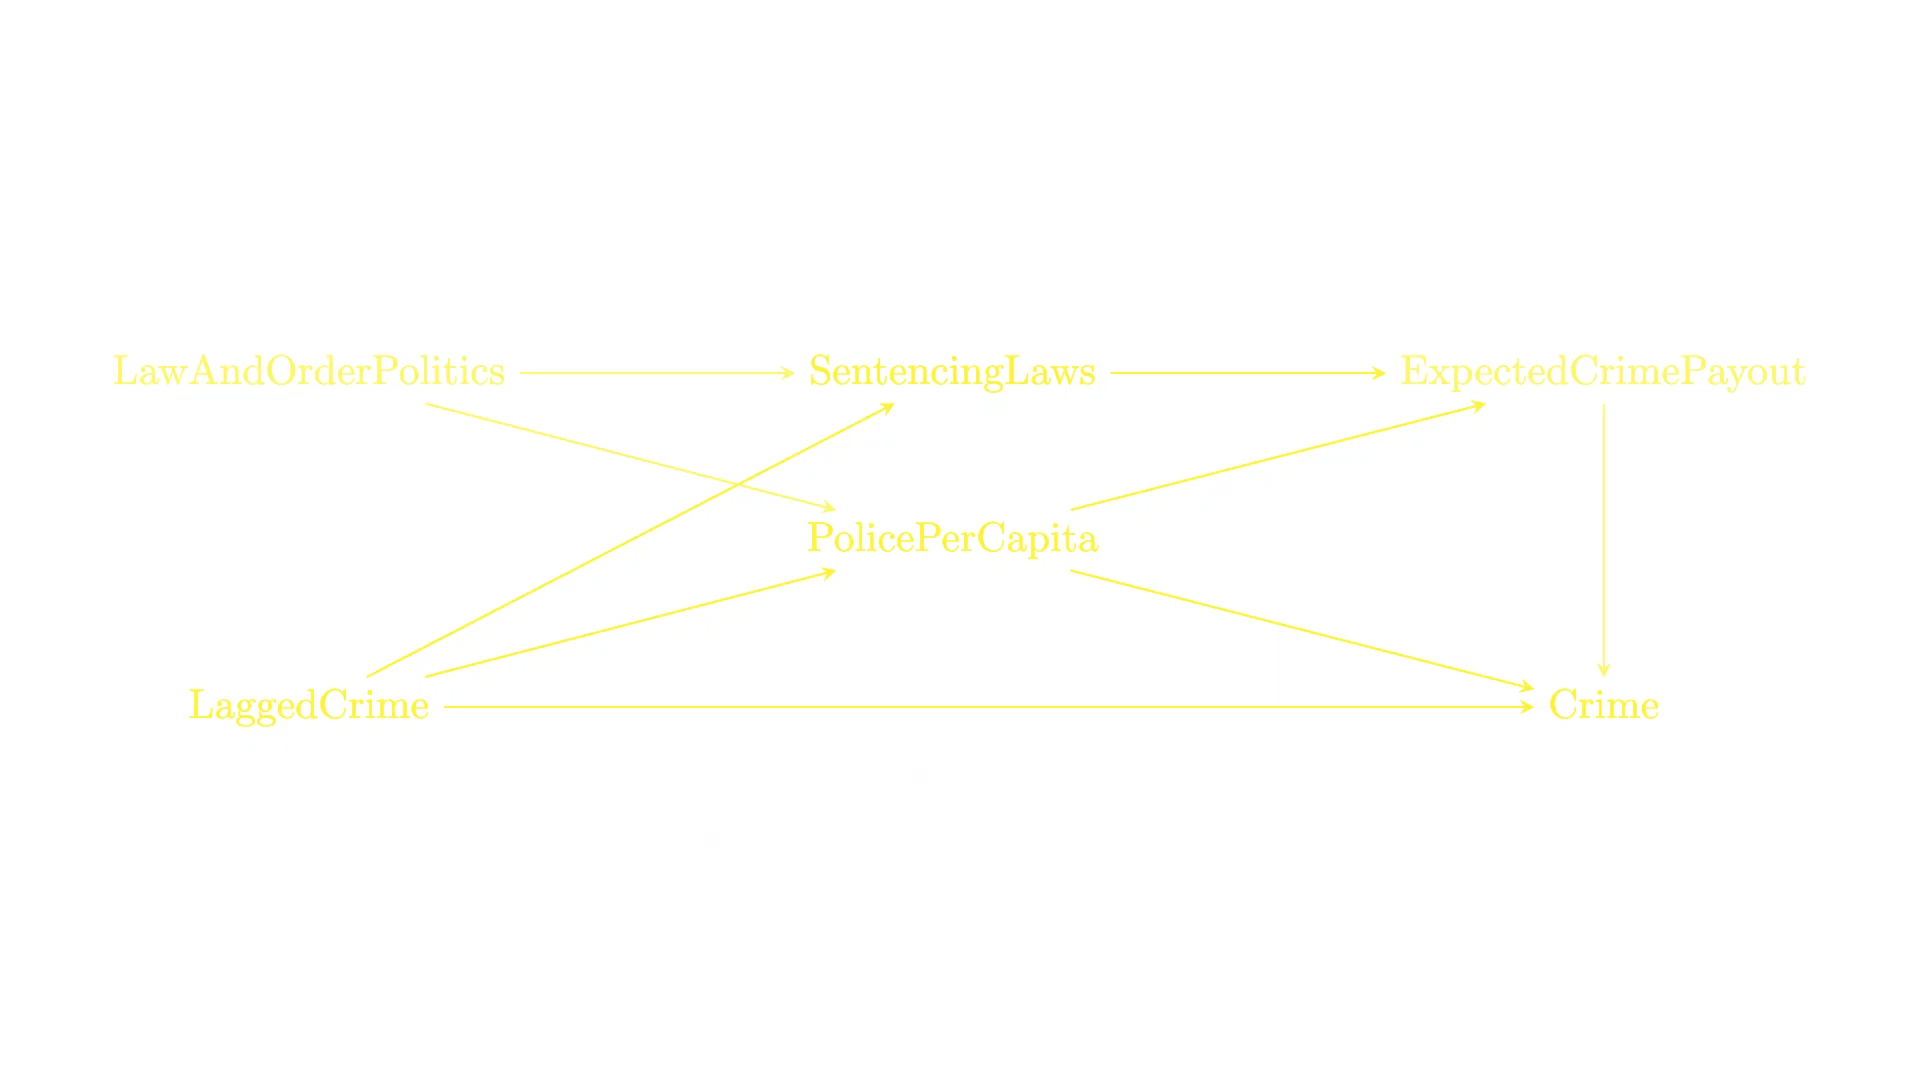 LawAndOrderPolitics SentencingLaws ExpectedCrimePayout
PolicePerCapita
LaggedCrime Crime